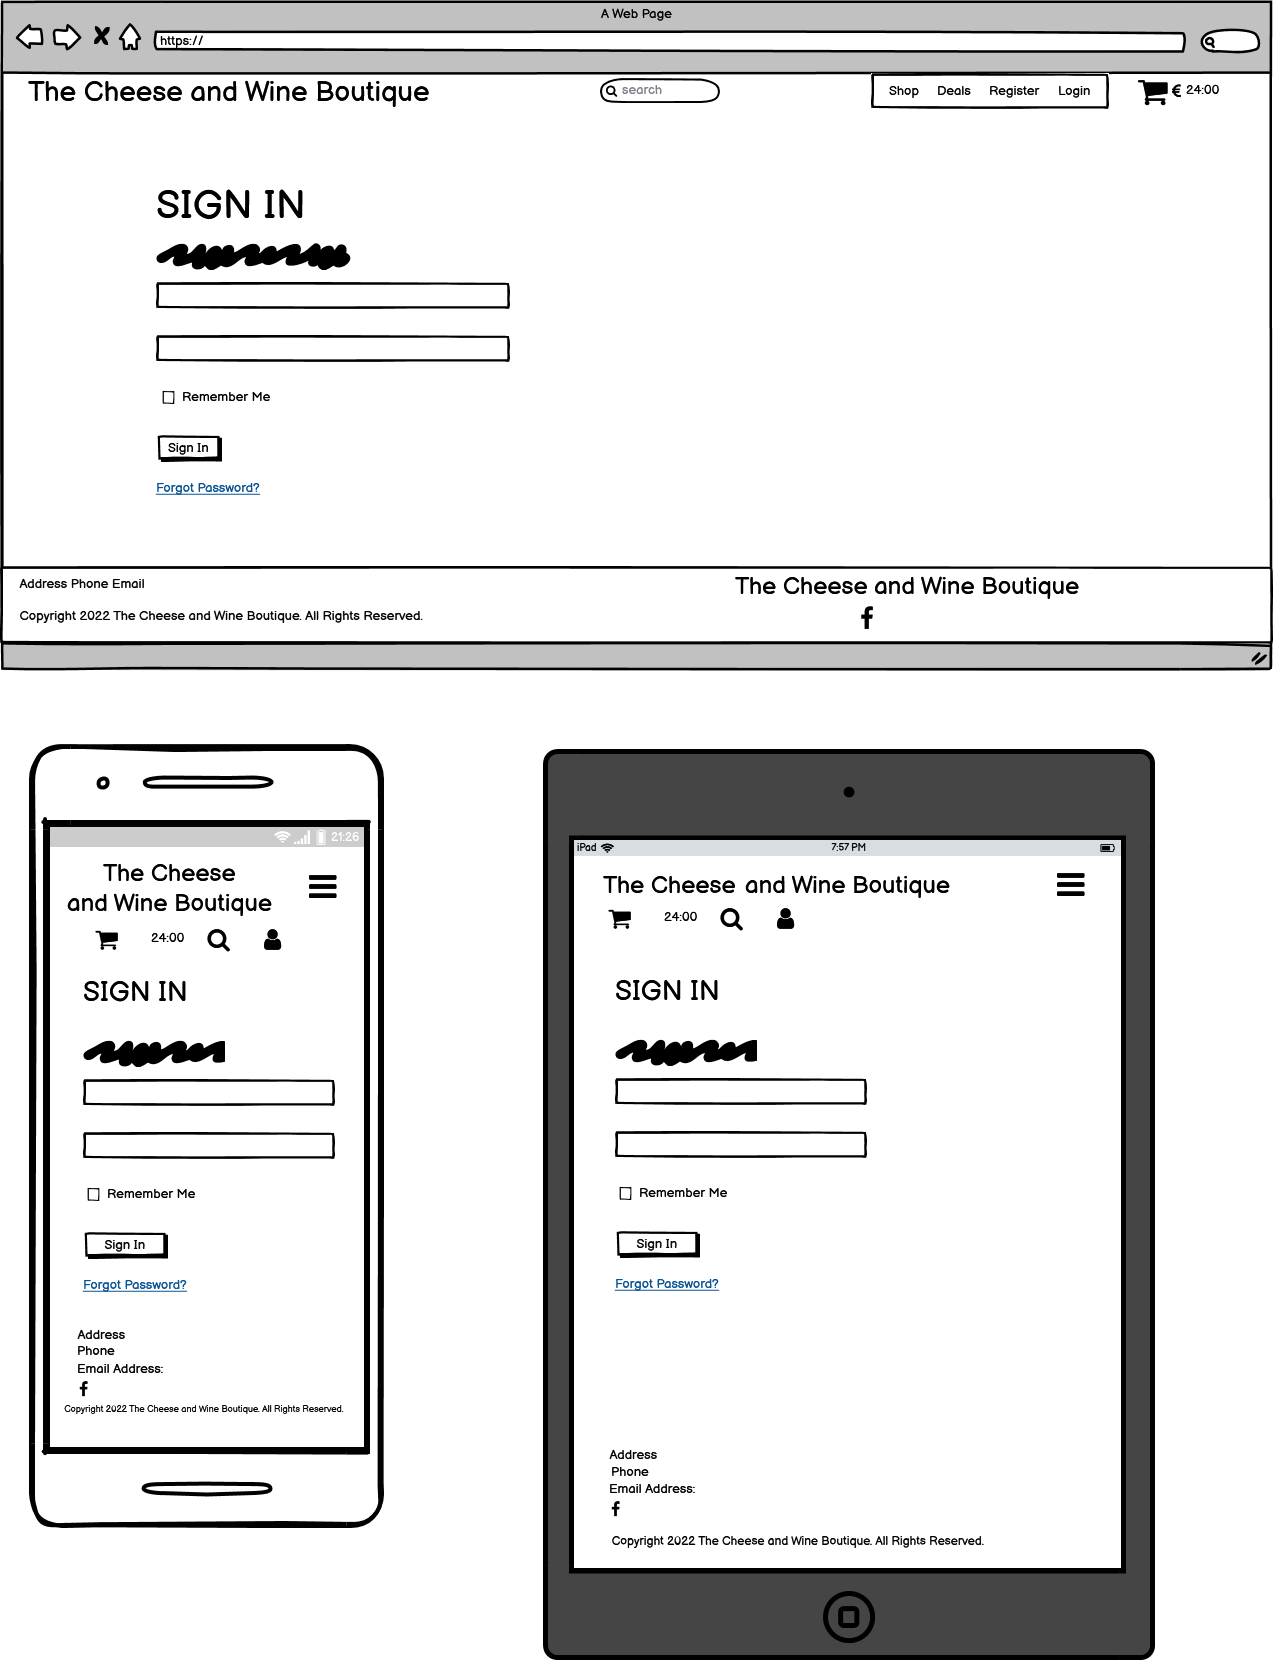 A Web Page
https://
The Cheese and Wine Boutique
search
Shop Deals Register Login
€ 24:00
SIGN IN
Remember Me
Sign In
Forgot Password?
Address Phone Email
Copyright 2022 The Cheese and Wine Boutique. All Rights Reserved.
The Cheese and Wine Boutique
f
21:26
The Cheese
and Wine Boutique
24:00
SIGN IN
Remember Me
Sign In
Forgot Password?
Address
Phone
Email Address:
f
Copyright 2022 The Cheese and Wine Boutique. All Rights Reserved.
iPad 7:57 PM
The Cheese and Wine Boutique
24:00
SIGN IN
Remember Me
Sign In
Forgot Password?
Address
Phone
Email Address:
f
Copyright 2022 The Cheese and Wine Boutique. All Rights Reserved.